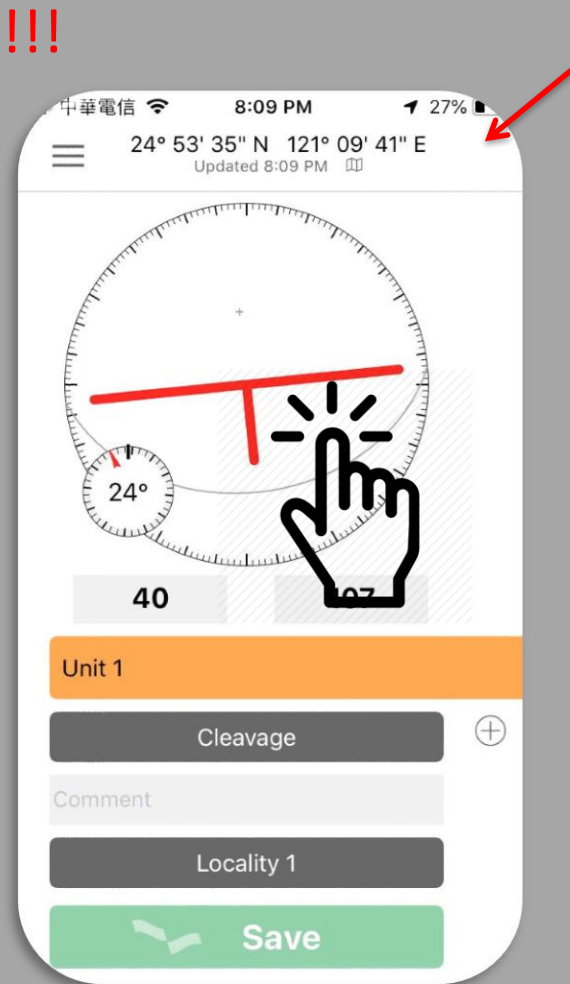 !!!
中華電信 8:09 PM 27%
24° 53' 35" N 121° 09' 41" E
Updated 8:09 PM
24°
40
Unit 1
Cleavage
Comment
Locality 1
Save